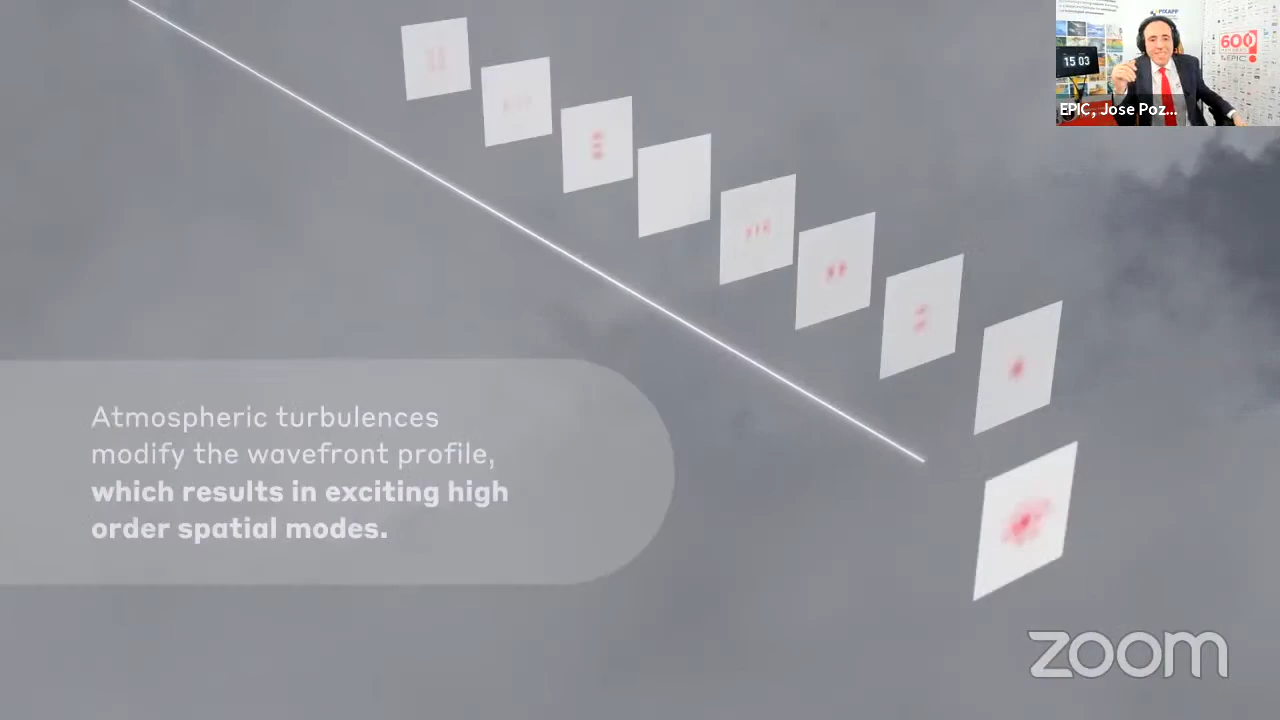 PIXAPP
600
EPIC
15 03
EPIC, Jose Poz...
Atmospheric turbulences
modify the wavefront profile,
which results in exciting high
order spatial modes.
zoom